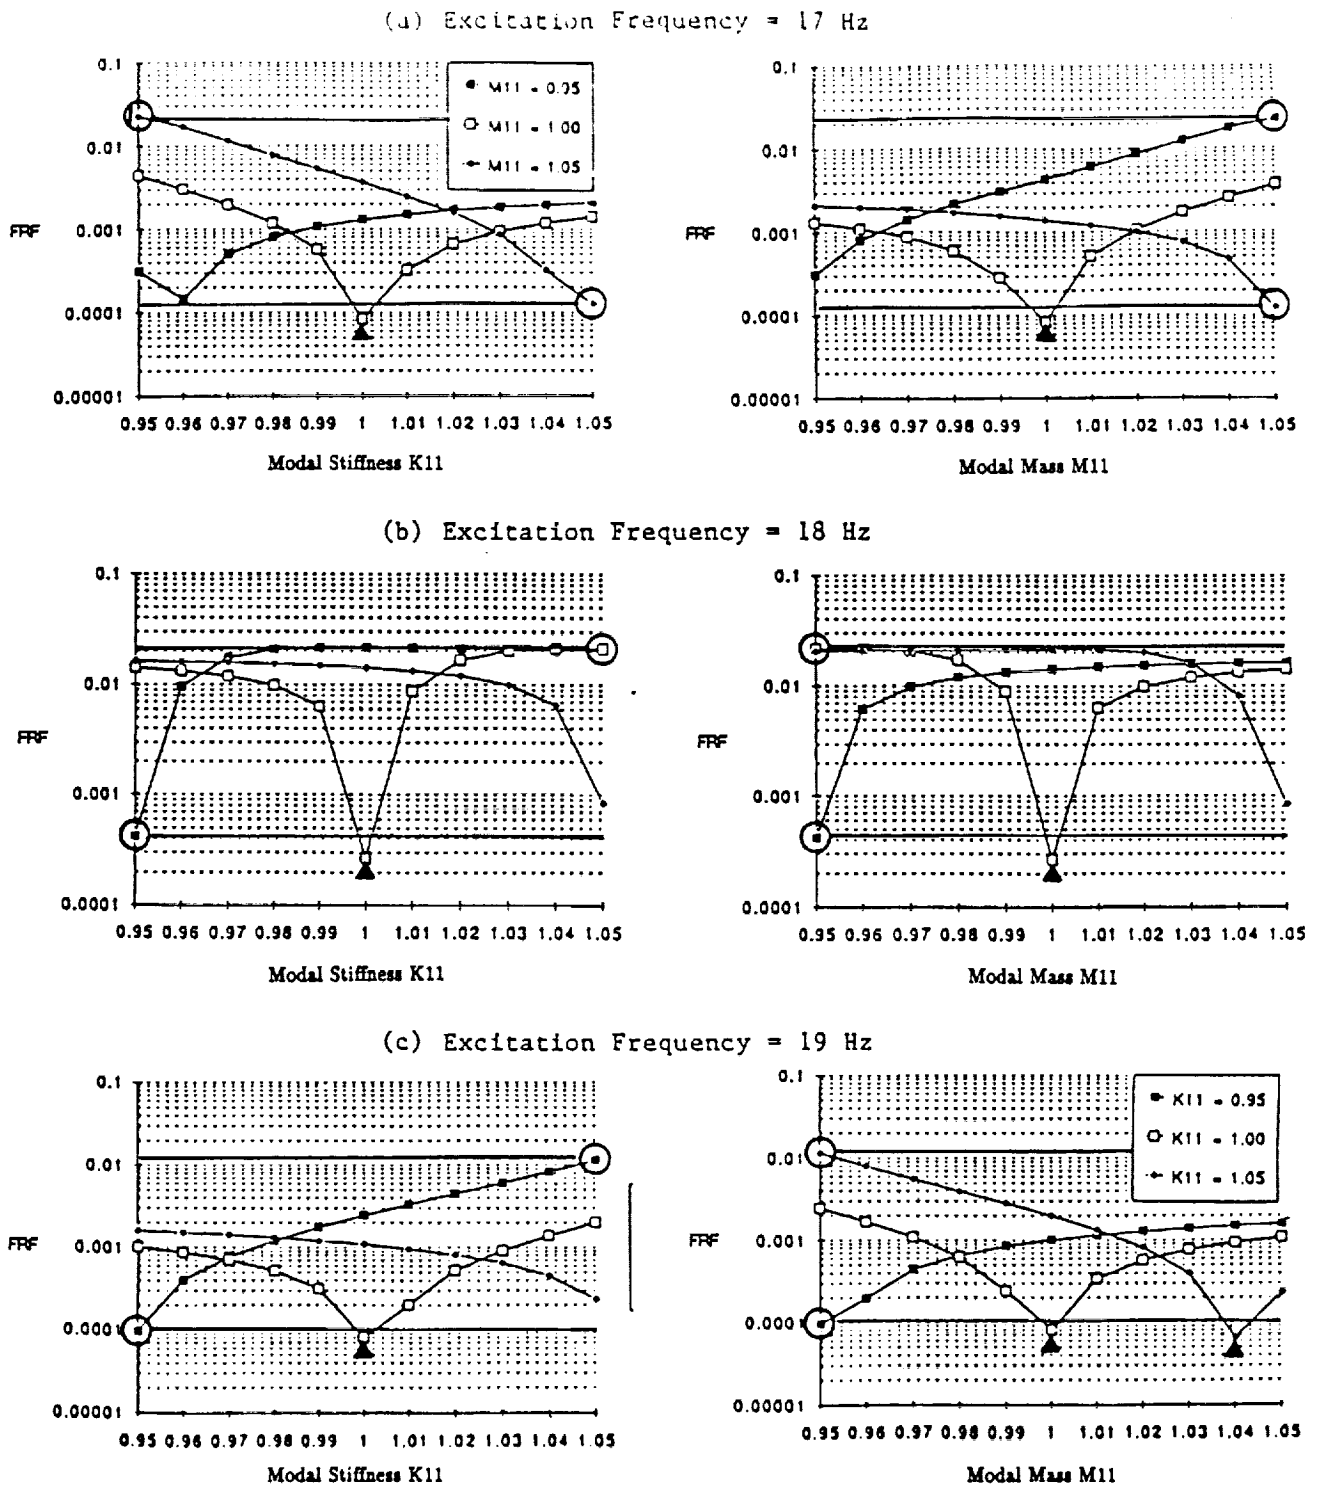 (a) Excitation Frequency = 17 Hz
0.1
0.01
0.001
0.0001
0.00001
FRF
M11 = 0.95
M11 = 1.00
M11 = 1.05
0.95 0.96 0.97 0.98 0.99 1 1.01 1.02 1.03 1.04 1.05
Modal Stiffness K11
0.1
0.01
0.001
0.0001
0.00001
FRF
0.95 0.96 0.97 0.98 0.99 1 1.01 1.02 1.03 1.04 1.05
Modal Mass M11
(b) Excitation Frequency = 18 Hz
0.1
0.01
0.001
0.0001
FRF
0.95 0.96 0.97 0.98 0.99 1 1.01 1.02 1.03 1.04 1.05
Modal Stiffness K11
0.1
0.01
0.001
0.0001
FRF
0.95 0.96 0.97 0.98 0.99 1 1.01 1.02 1.03 1.04 1.05
Modal Mass M11
(c) Excitation Frequency = 19 Hz
0.1
0.01
0.001
0.0001
0.00001
FRF
0.95 0.96 0.97 0.98 0.99 1 1.01 1.02 1.03 1.04 1.05
Modal Stiffness K11
0.1
0.01
0.001
0.0001
0.00001
FRF
K11 = 0.95
K11 = 1.00
K11 = 1.05
0.95 0.96 0.97 0.98 0.99 1 1.01 1.02 1.03 1.04 1.05
Modal Mass M11